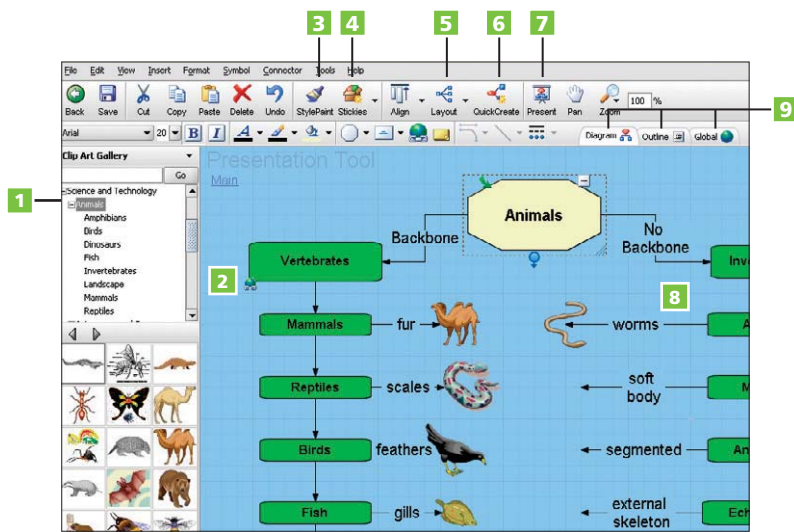 3 4 5 6 7
File Edit View Insert Format Symbol Connector Tools Help
Back Save Cut Copy Paste Delete Undo StylePaint Stickies Align Layout QuickCreate Present Pan Zoom 100 %
9
Arial 20 B I A Diagram Outline Global
Clip Art Gallery
Presentation Tool
Go
Main
1
Science and Technology
Animals
Amphibians
Birds
Dinosaurs
Fish
Invertebrates
Landscape
Mammals
Reptiles
Animals
Backbone
No
Backbone
Vertebrates
Inv
2
8
Mammals fur worms A
Reptiles scales soft
body M
Birds feathers segmented An
Fish gills external
skeleton Ech